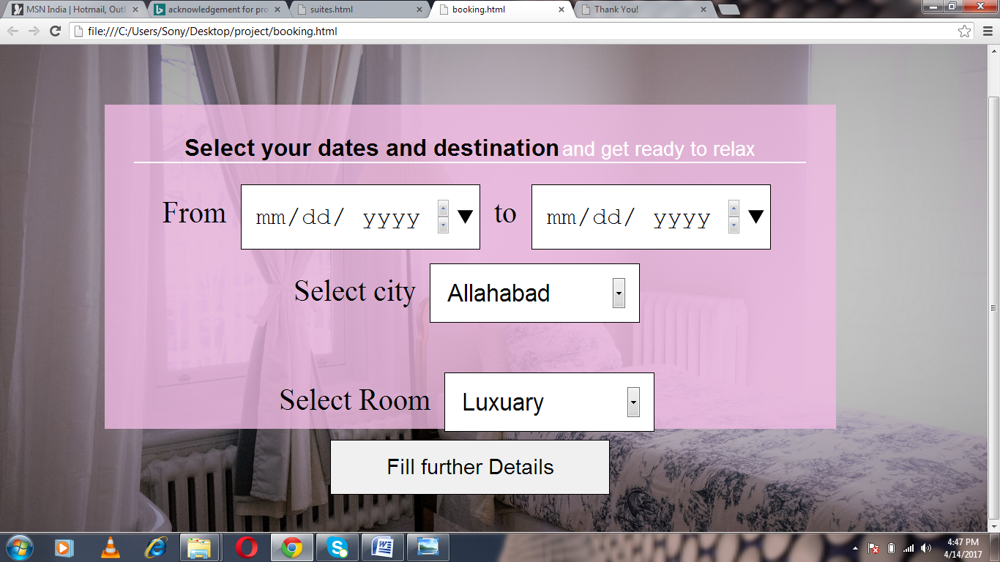 MSN India | Hotmail, Outl
acknowledgement for pro
suites.html
booking.html
Thank You!
file:///C:/Users/Sony/Desktop/project/booking.html
Select your dates and destination and get ready to relax
From mm/dd/ yyyy to mm/dd/ yyyy
Select city Allahabad
Select Room Luxuary
Fill further Details
4:47 PM
4/14/2017